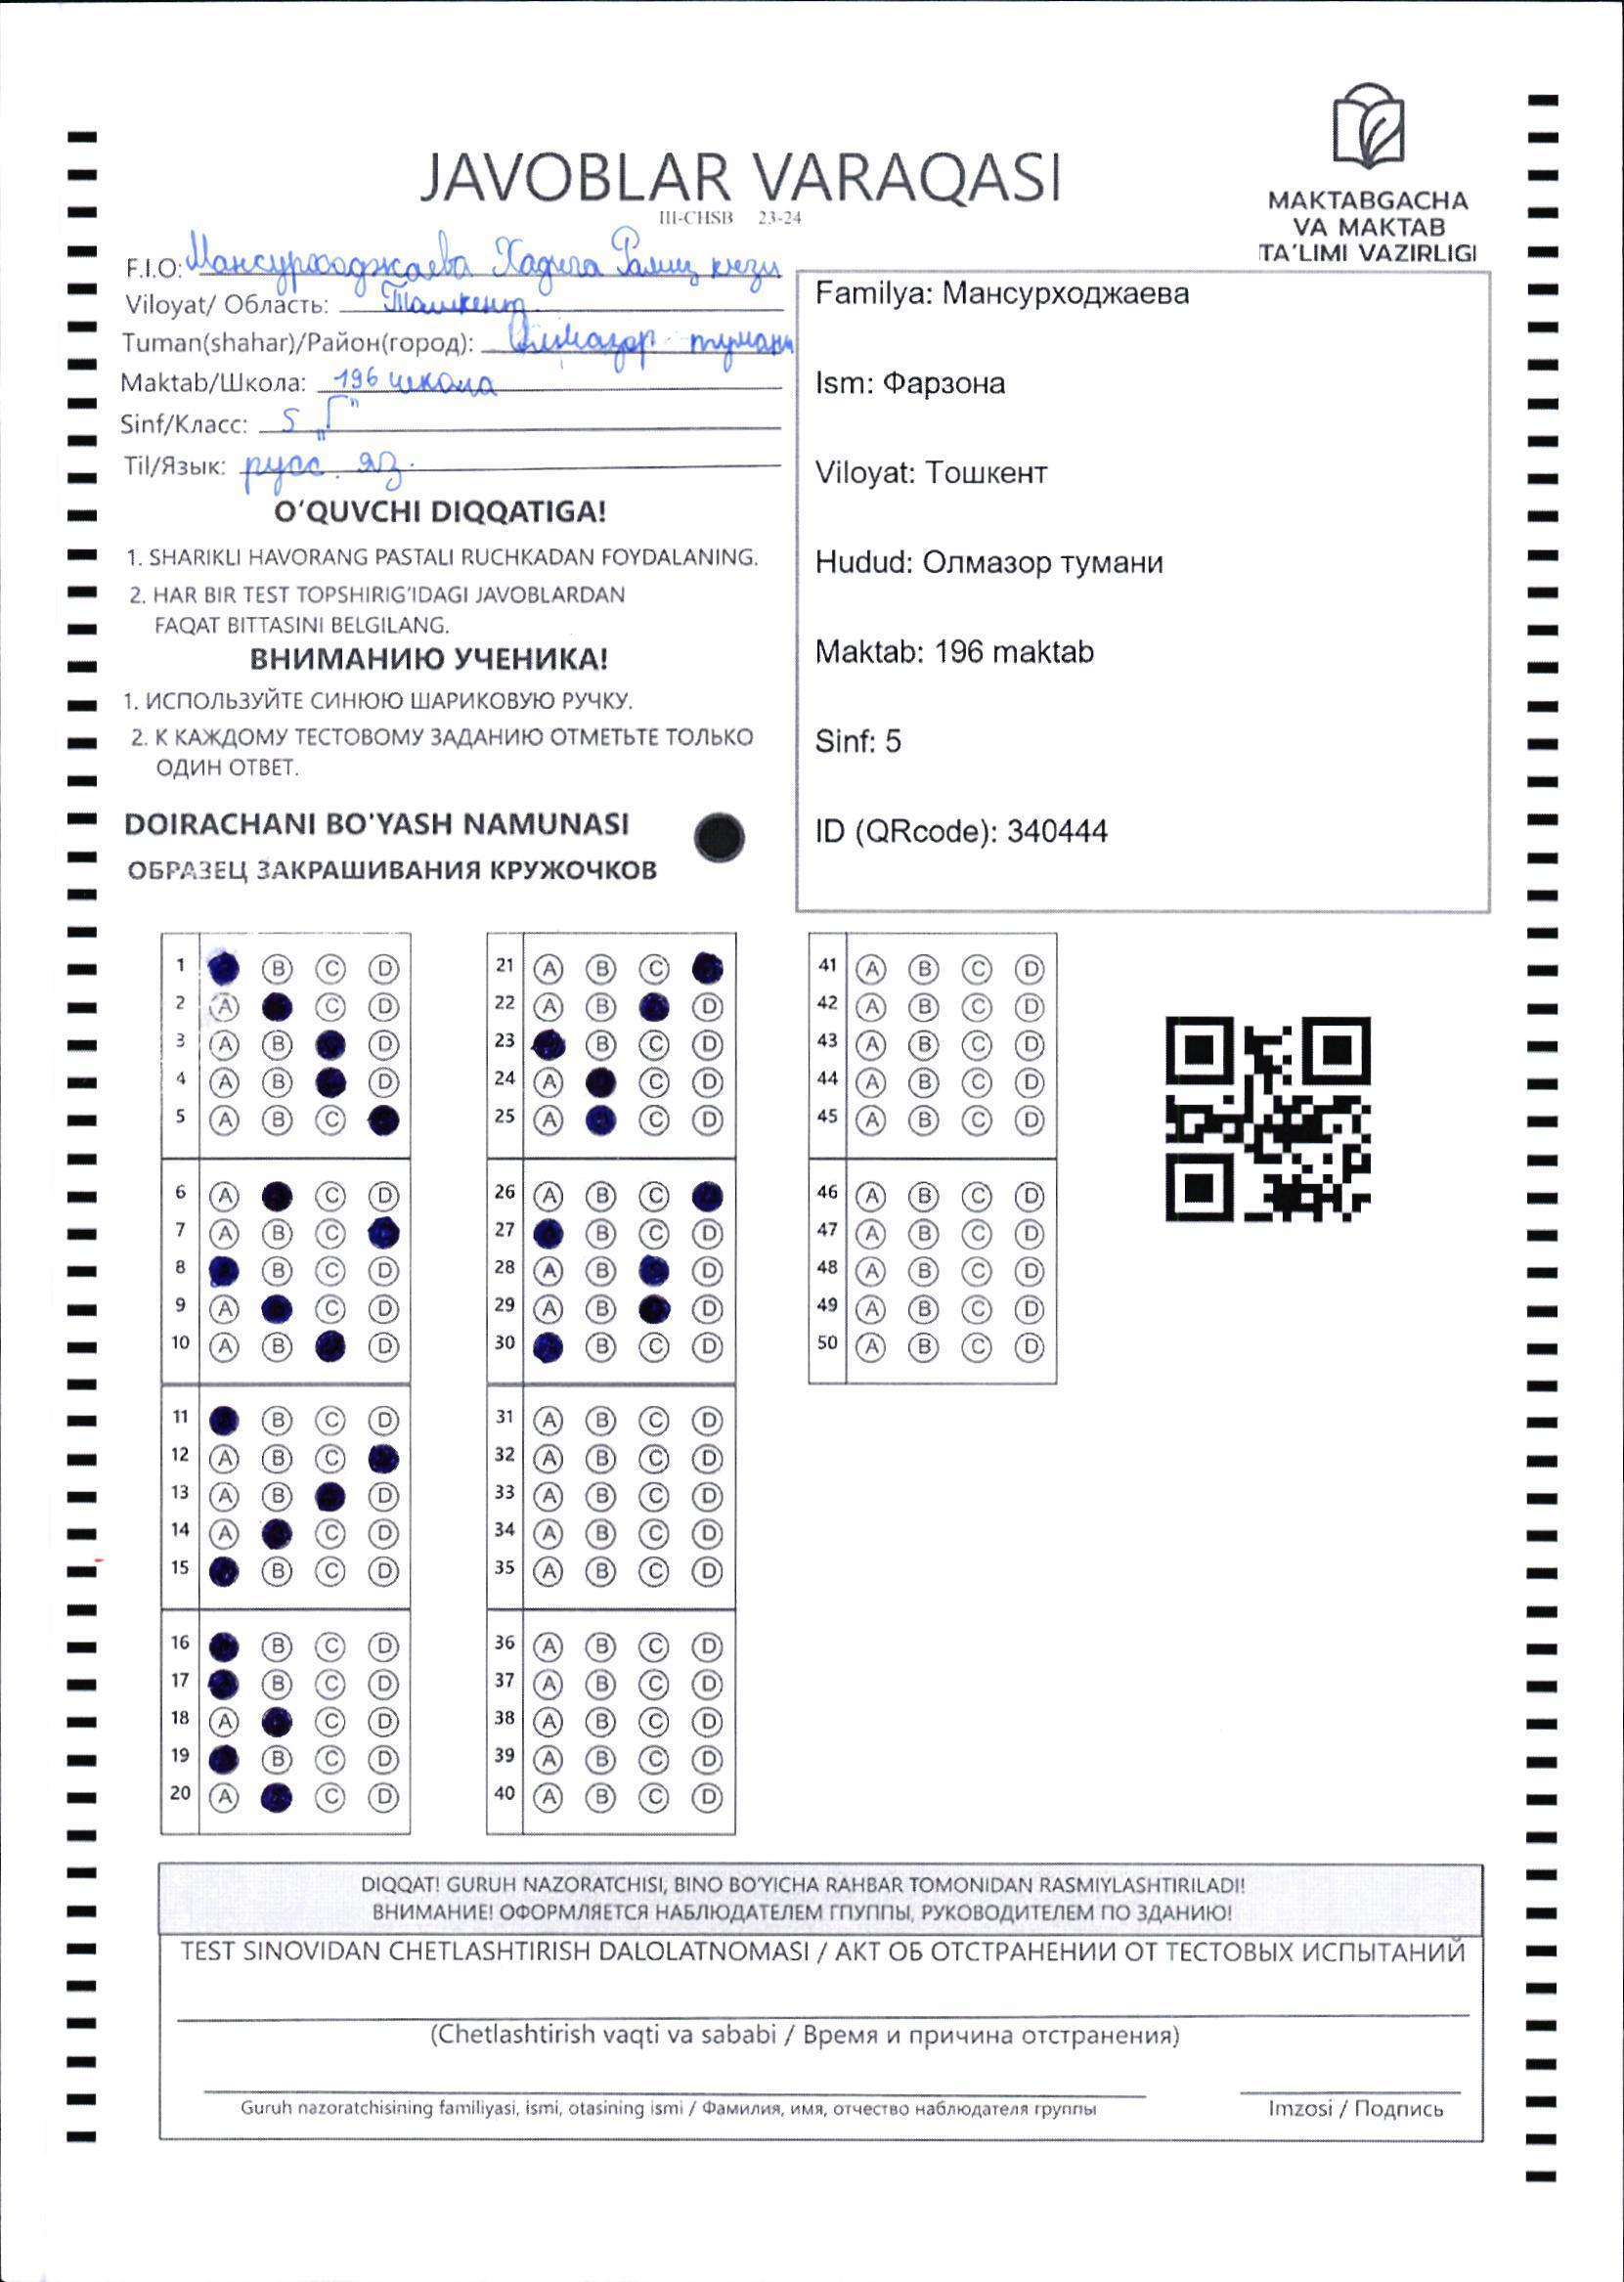 JAVOBLAR VARAQASI
III-CHSB 23-24
MAKTABGACHA
VA MAKTAB
TA'LIMI VAZIRLIGI
F.I.O: Мансурходжаева Хадича Рамиз кизи
Viloyat/ Область: Ташкент
Tuman(shahar)/Район(город): Олмазор тумани
Maktab/Школа: 196 школа
Sinf/Класс: 5 „Г"
Til/Язык: русс. яз.
O'QUVCHI DIQQATIGA!
1. SHARIKLI HAVORANG PASTALI RUCHKADAN FOYDALANING.
2. HAR BIR TEST TOPSHIRIG'IDAGI JAVOBLARDAN
FAQAT BITTASINI BELGILANG.
ВНИМАНИЮ УЧЕНИКА!
1. ИСПОЛЬЗУЙТЕ СИНЮЮ ШАРИКОВУЮ РУЧКУ.
2. К КАЖДОМУ ТЕСТОВОМУ ЗАДАНИЮ ОТМЕТЬТЕ ТОЛЬКО
ОДИН ОТВЕТ.
DOIRACHANI BO'YASH NAMUNASI
ОБРАЗЕЦ ЗАКРАШИВАНИЯ КРУЖОЧКОВ
Familya: Мансурходжаева
Ism: Фарзона
Viloyat: Тошкент
Hudud: Олмазор тумани
Maktab: 196 maktab
Sinf: 5
ID (QRcode): 340444
1 B C D
2 A C D
3 A B D
4 A B D
5 A B C
6 A C D
7 A B C
8 B C D
9 A C D
10 A B D
11 B C D
12 A B C
13 A B D
14 A C D
15 B C D
16 B C D
17 B C D
18 A C D
19 B C D
20 A C D
21 A B C
22 A B D
23 B C D
24 A C D
25 A C D
26 A B C
27 B C D
28 A B D
29 A B D
30 B C D
31 A B C D
32 A B C D
33 A B C D
34 A B C D
35 A B C D
36 A B C D
37 A B C D
38 A B C D
39 A B C D
40 A B C D
41 A B C D
42 A B C D
43 A B C D
44 A B C D
45 A B C D
46 A B C D
47 A B C D
48 A B C D
49 A B C D
50 A B C D
DIQQAT! GURUH NAZORATCHISI, BINO BO'YICHA RAHBAR TOMONIDAN RASMIYLASHTIRILADI!
ВНИМАНИЕ! ОФОРМЛЯЕТСЯ НАБЛЮДАТЕЛЕМ ГПУППЫ, РУКОВОДИТЕЛЕМ ПО ЗДАНИЮ!
TEST SINOVIDAN CHETLASHTIRISH DALOLATNOMASI / АКТ ОБ ОТСТРАНЕНИИ ОТ ТЕСТОВЫХ ИСПЫТАНИЙ
(Chetlashtirish vaqti va sababi / Время и причина отстранения)
Guruh nazoratchisining familiyasi, ismi, otasining ismi / Фамилия, имя, отчество наблюдателя группы
Imzosi / Подпись